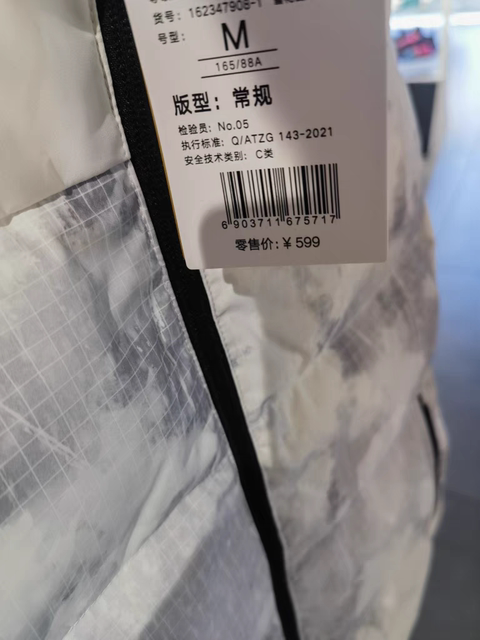 货号: 162347908-1
号型: M
165/88A
版型: 常规
检验员: No.05
执行标准: Q/ATZG 143-2021
安全技术类别: C类
6 903711 675717
零售价:¥599